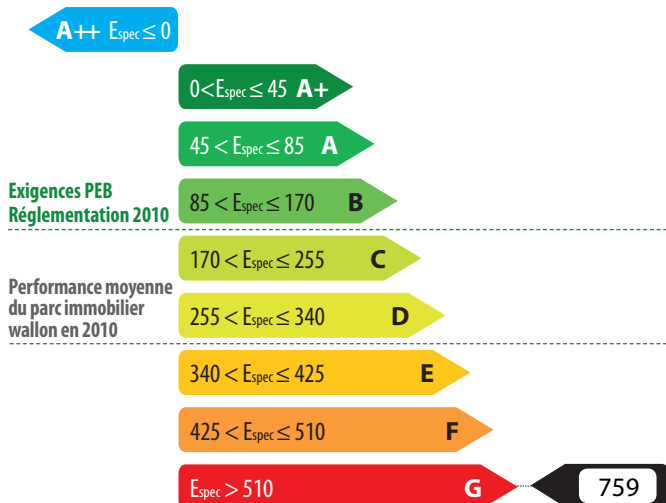 A++ Espec ≤ 0
0 < Espec ≤ 45 A+
45 < Espec ≤ 85 A
Exigences PEB
Réglementation 2010
85 < Espec ≤ 170 B
170 < Espec ≤ 255 C
Performance moyenne
du parc immobilier
wallon en 2010
255 < Espec ≤ 340 D
340 < Espec ≤ 425 E
425 < Espec ≤ 510 F
Espec > 510 G
759